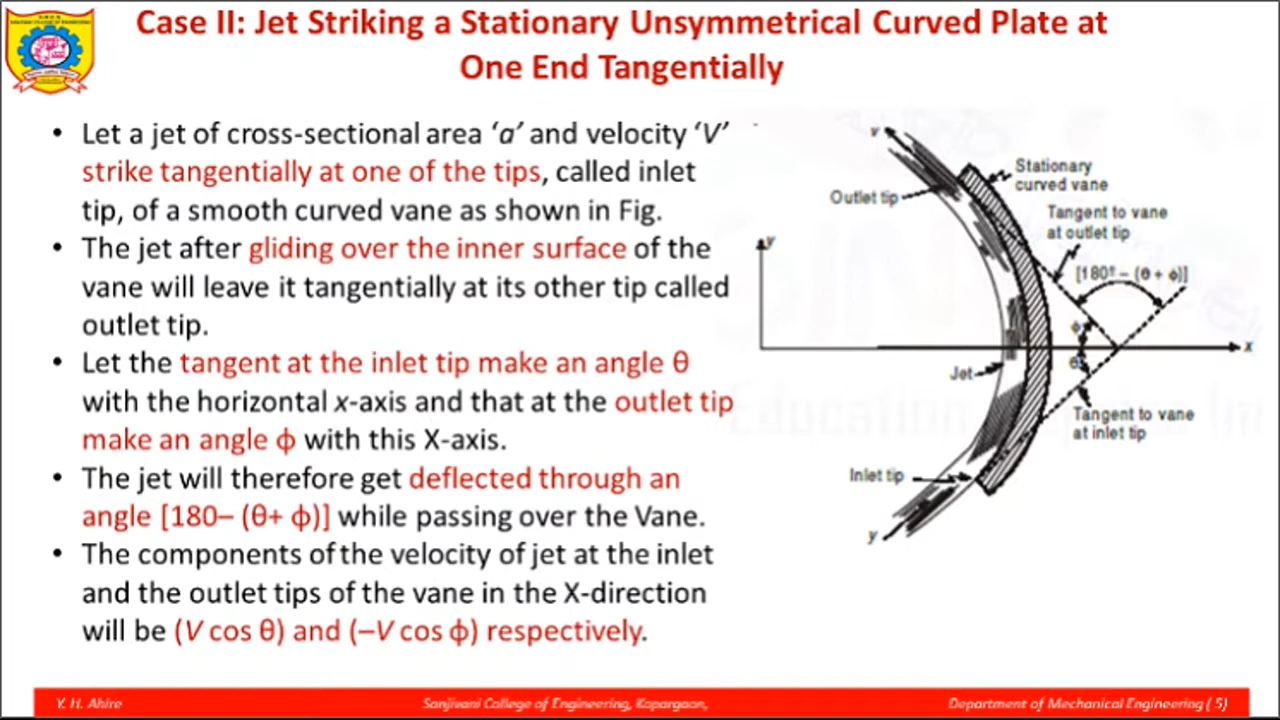 Case II: Jet Striking a Stationary Unsymmetrical Curved Plate at
One End Tangentially
• Let a jet of cross-sectional area ‘a’ and velocity ‘V’
strike tangentially at one of the tips, called inlet
tip, of a smooth curved vane as shown in Fig.
• The jet after gliding over the inner surface of the
vane will leave it tangentially at its other tip called
outlet tip.
• Let the tangent at the inlet tip make an angle θ
with the horizontal x-axis and that at the outlet tip
make an angle ϕ with this X-axis.
• The jet will therefore get deflected through an
angle [180– (θ+ ϕ)] while passing over the Vane.
• The components of the velocity of jet at the inlet
and the outlet tips of the vane in the X-direction
will be (V cos θ) and (–V cos ϕ) respectively.
v
Stationary
curved vane
Outlet tip
Tangent to vane
at outlet tip
y
[180° – (θ + ϕ)]
ϕ
x
θ
Jet
Tangent to vane
at inlet tip
Inlet tip
y
Y. H. Ahire
Sanjivani College of Engineering, Kopargaon,
Department of Mechanical Engineering ( 5)